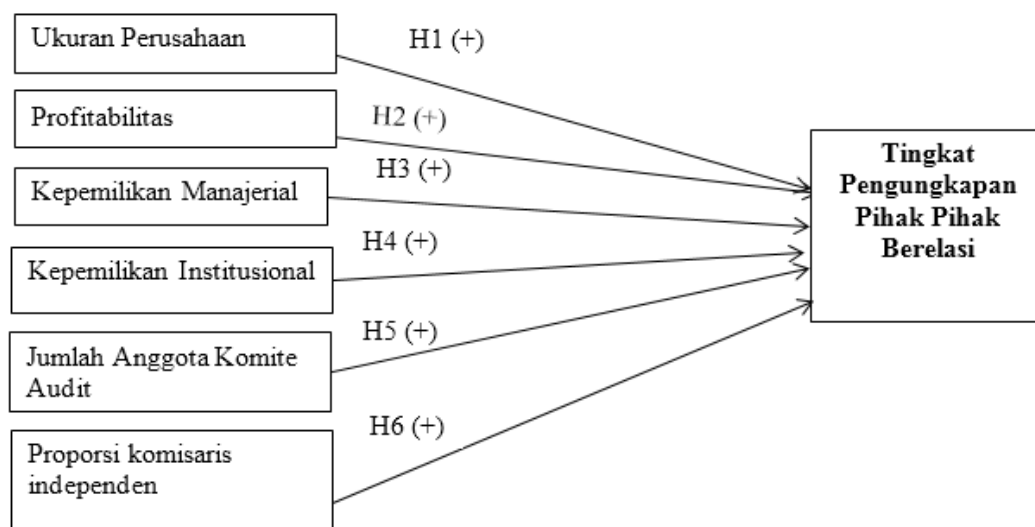 Ukuran Perusahaan
H1 (+)
Profitabilitas
H2 (+)
Kepemilikan Manajerial
H3 (+)
Kepemilikan Institusional
H4 (+)
Jumlah Anggota Komite
Audit
H5 (+)
Proporsi komisaris
independen
H6 (+)
Tingkat
Pengungkapan
Pihak Pihak
Berelasi